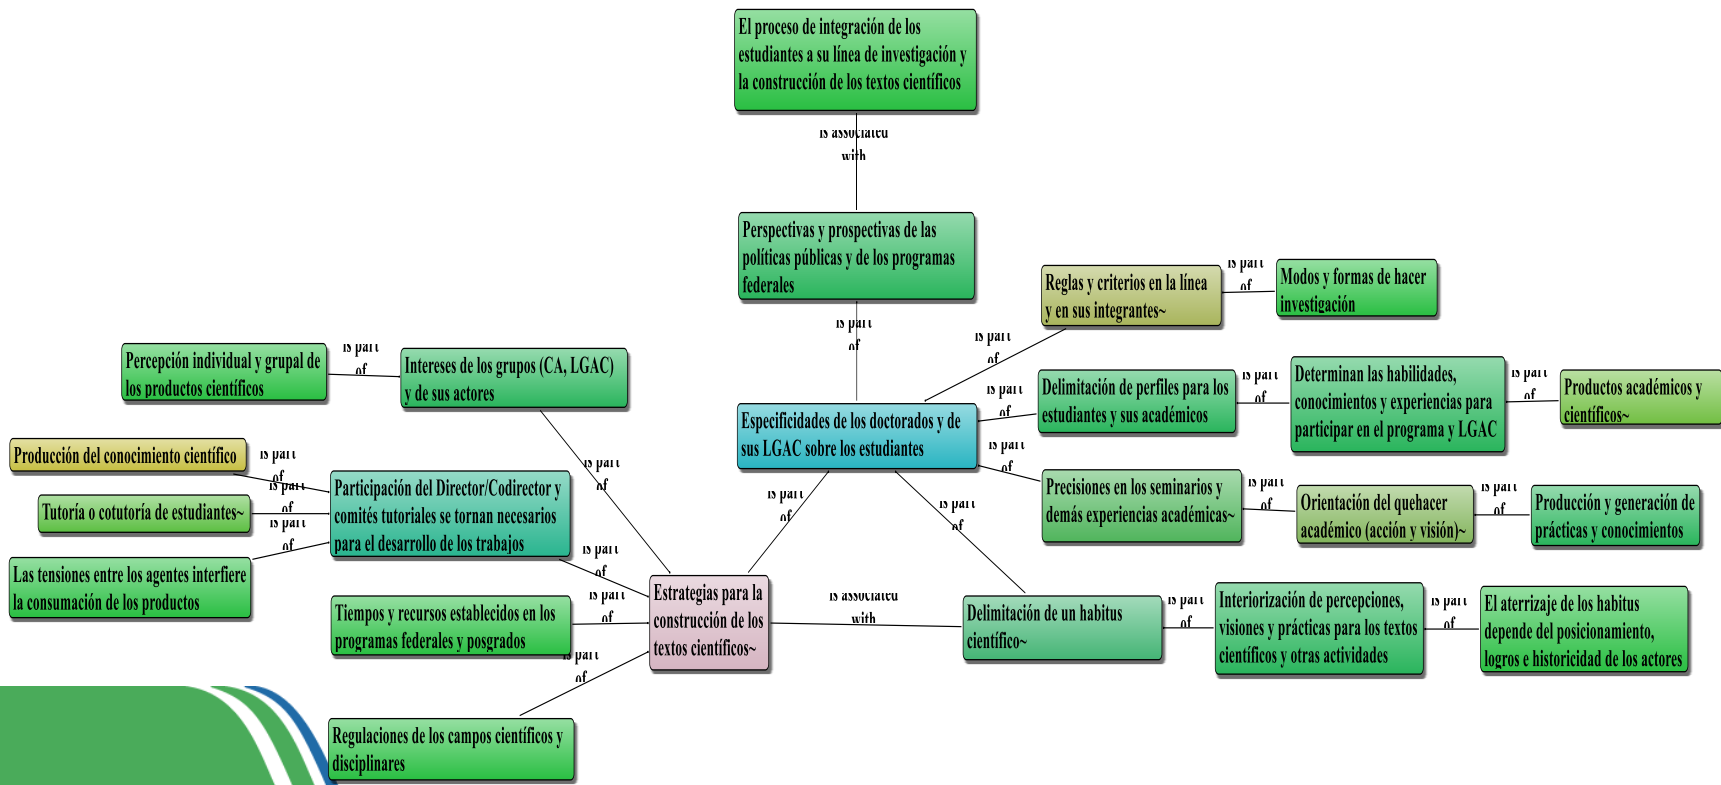 El proceso de integración de los
estudiantes a su línea de investigación y
la construcción de los textos científicos
is associated
with
Perspectivas y prospectivas de las
políticas públicas y de los programas
federales
is part
of
Reglas y criterios en la línea
y en sus integrantes~
is part
of
Modos y formas de hacer
investigación
is part
of
Percepción individual y grupal de
los productos científicos
is part
of
Intereses de los grupos (CA, LGAC)
y de sus actores
is part
of
Especificidades de los doctorados y de
sus LGAC sobre los estudiantes
is part
of
Delimitación de perfiles para los
estudiantes y sus académicos
is part
of
Determinan las habilidades,
conocimientos y experiencias para
participar en el programa y LGAC
is part
of
Productos académicos y
científicos~
is part
of
Precisiones en los seminarios y
demás experiencias académicas~
is part
of
Orientación del quehacer
académico (acción y visión)~
is part
of
Producción y generación de
prácticas y conocimientos
Producción del conocimiento científico
is part
of
Tutoría o cotutoría de estudiantes~
is part
of
Las tensiones entre los agentes interfiere
la consumación de los productos
is part
of
Participación del Director/Codirector y
comités tutoriales se tornan necesarios
para el desarrollo de los trabajos
is part
of
is part
of
is part
of
Tiempos y recursos establecidos en los
programas federales y posgrados
is part
of
Regulaciones de los campos científicos y
disciplinares
is part
of
Estrategias para la
construcción de los
textos científicos~
is associated
with
Delimitación de un habitus
científico~
is part
of
Interiorización de percepciones,
visiones y prácticas para los textos
científicos y otras actividades
is part
of
El aterrizaje de los habitus
depende del posicionamiento,
logros e historicidad de los actores